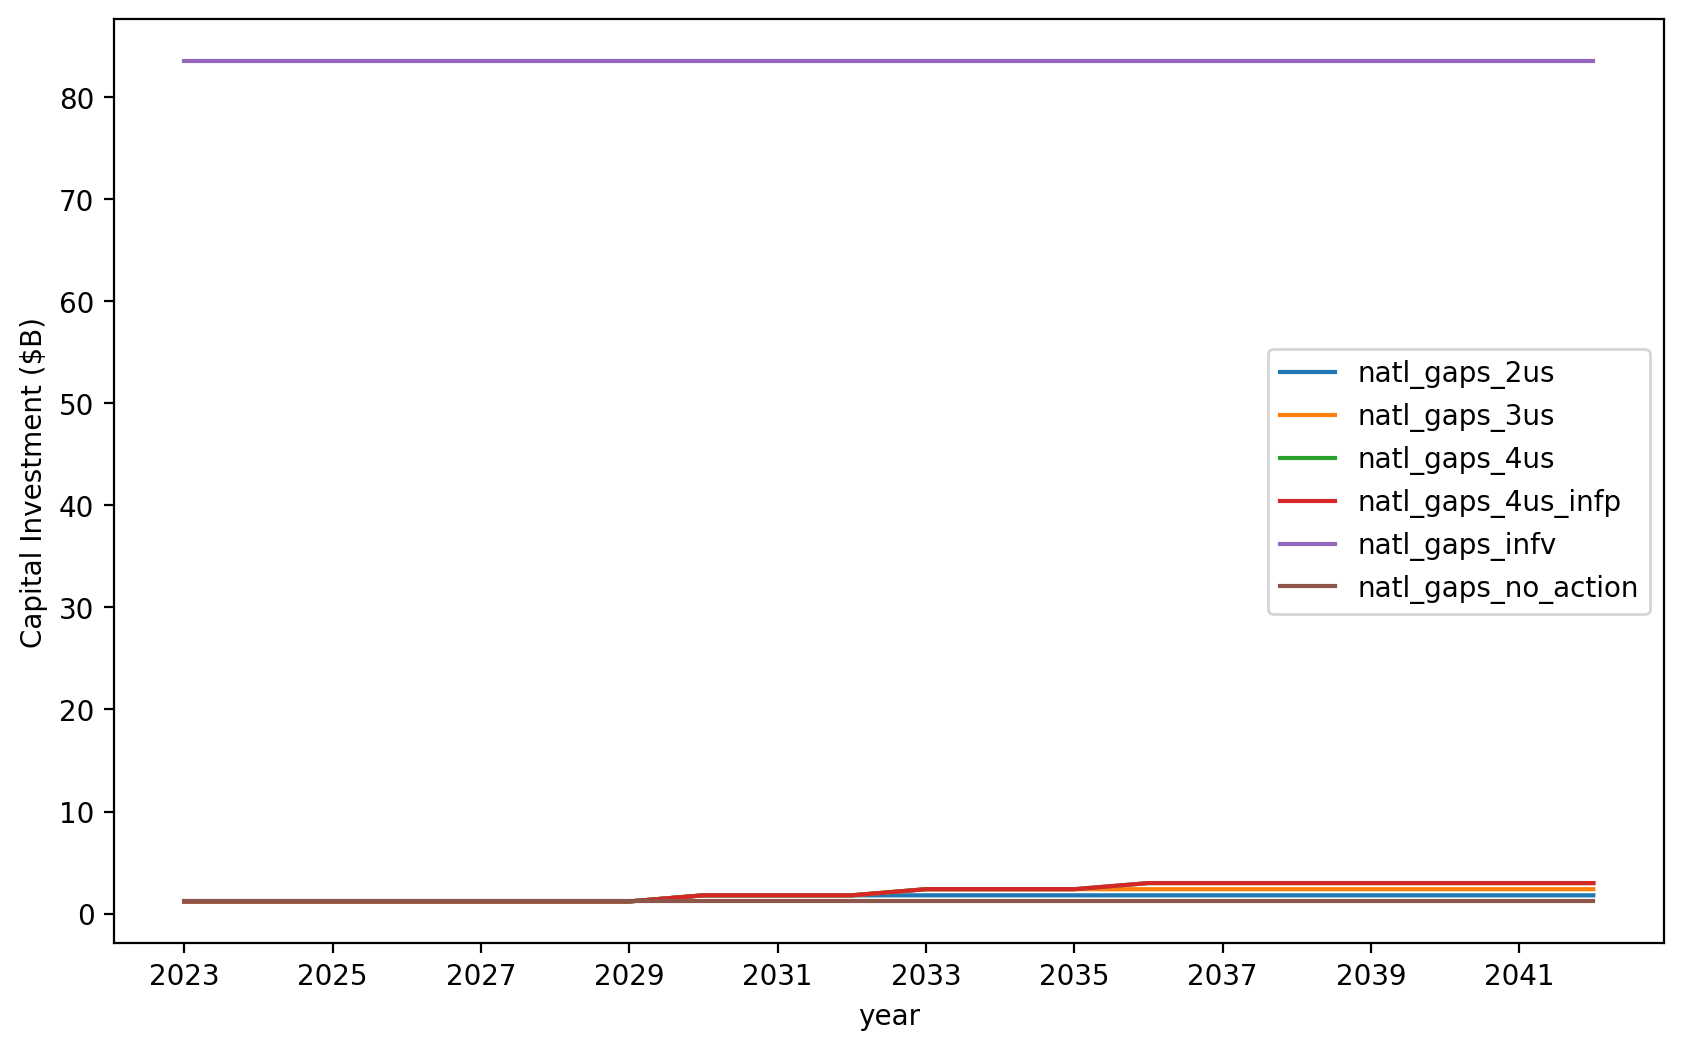 80
70
60
50
40
30
20
10
0
Capital Investment ($B)
natl_gaps_2us
natl_gaps_3us
natl_gaps_4us
natl_gaps_4us_infp
natl_gaps_infv
natl_gaps_no_action
2023 2025 2027 2029 2031 2033 2035 2037 2039 2041
year